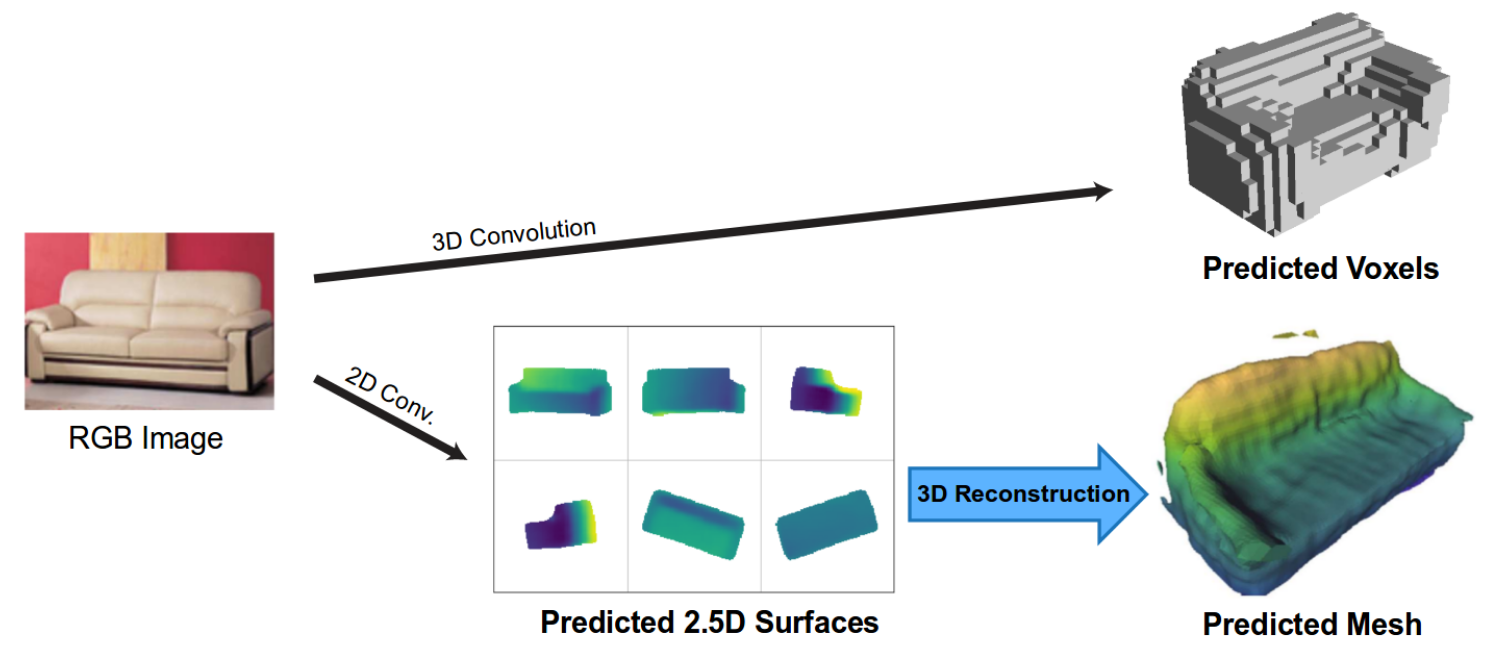 3D Convolution
Predicted Voxels
RGB Image
2D Conv.
3D Reconstruction
Predicted 2.5D Surfaces
Predicted Mesh